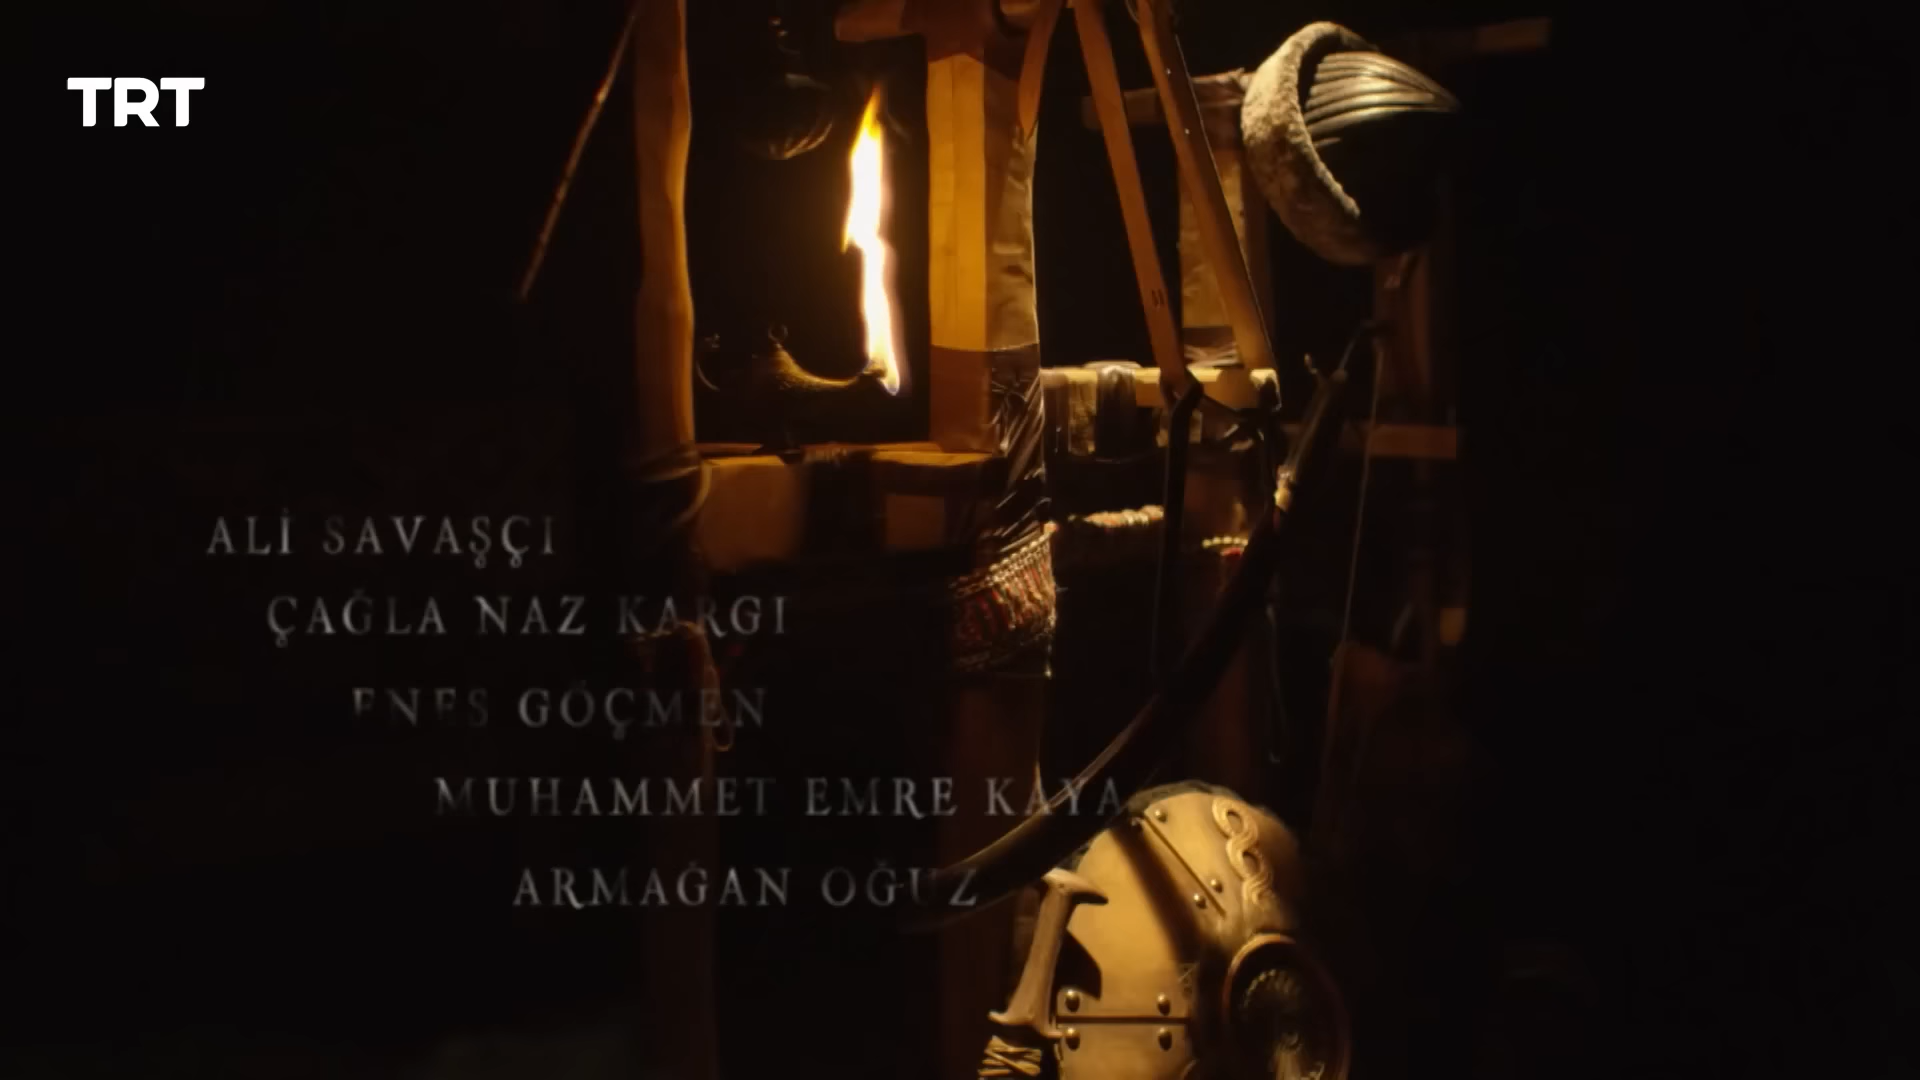 TRT
ALİ SAVAŞÇI
ÇAĞLA NAZ KARGI
ENES GÖÇMEN
MUHAMMET EMRE KAYA
ARMAĞAN OĞUZ